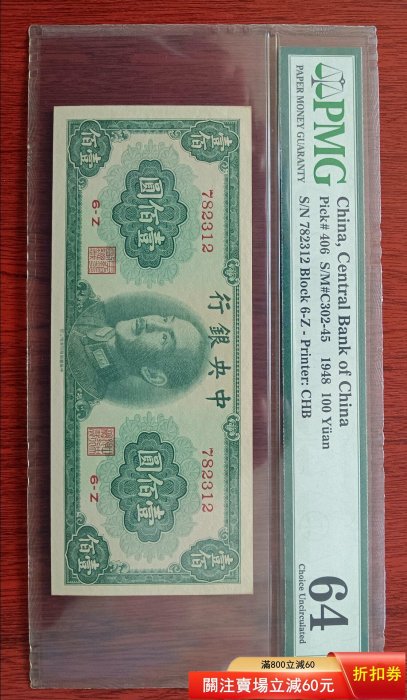 PMG
PAPER MONEY GUARANTY
China, Central Bank of China
Pick# 406 S/M#C302-45 1948 100 Yüan
S/N 782312 Block 6-Z - Printer: CHB
64
Choice Uncirculated
中央銀行
782312
782312
壹佰
壹佰
壹佰圓
壹佰圓
6-Z
6-Z
壹佰
壹佰
滿800立減60
關注賣場立減60元
折扣券